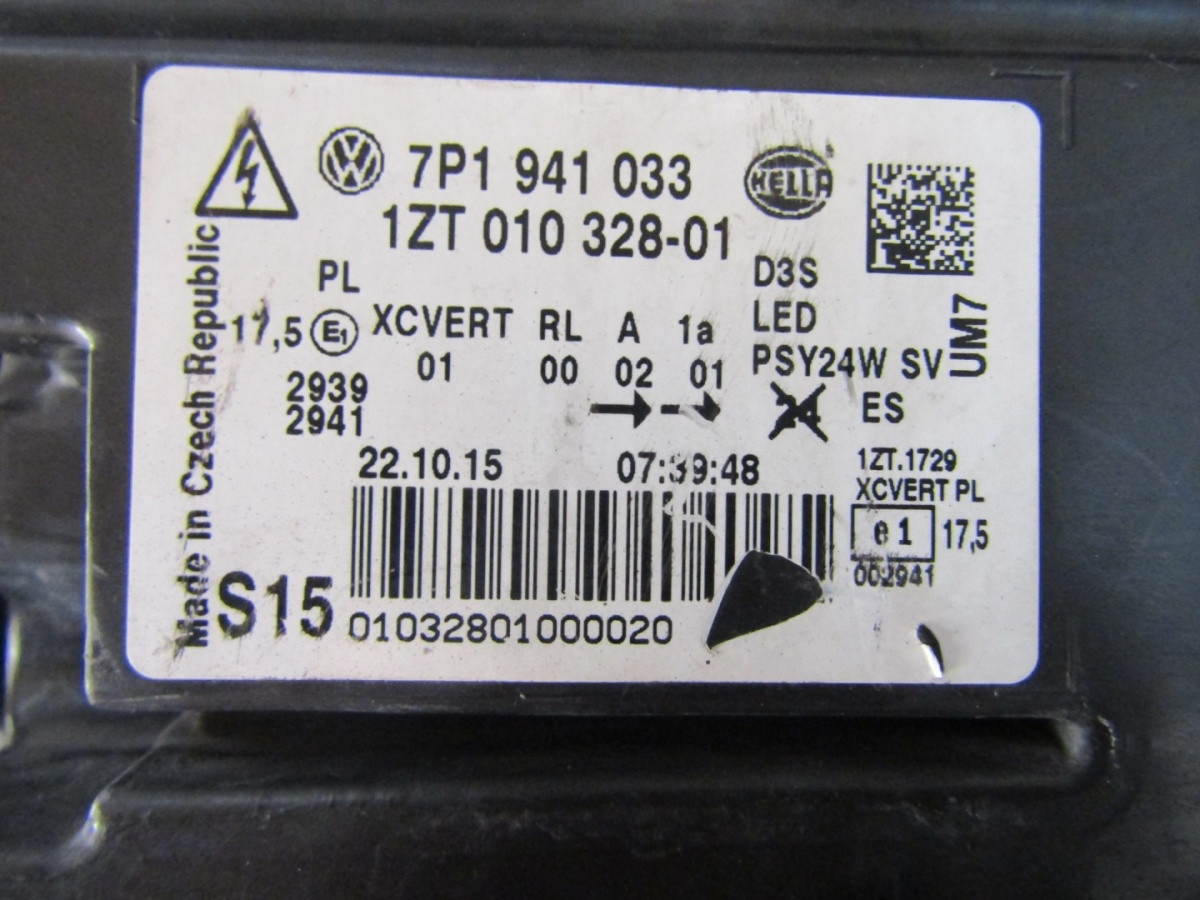 7P1 941 033
HELLA
1ZT 010 328-01
PL
D3S
17,5 E1 XCVERT RL A 1a
LED
01 00 02 01
PSY24W SV
UM7
2939
24 ES
2941
22.10.15 07:39:48
1ZT.1729
XCVERT PL
e1 17,5
002941
S15
01032801000020
Made in Czech Republic